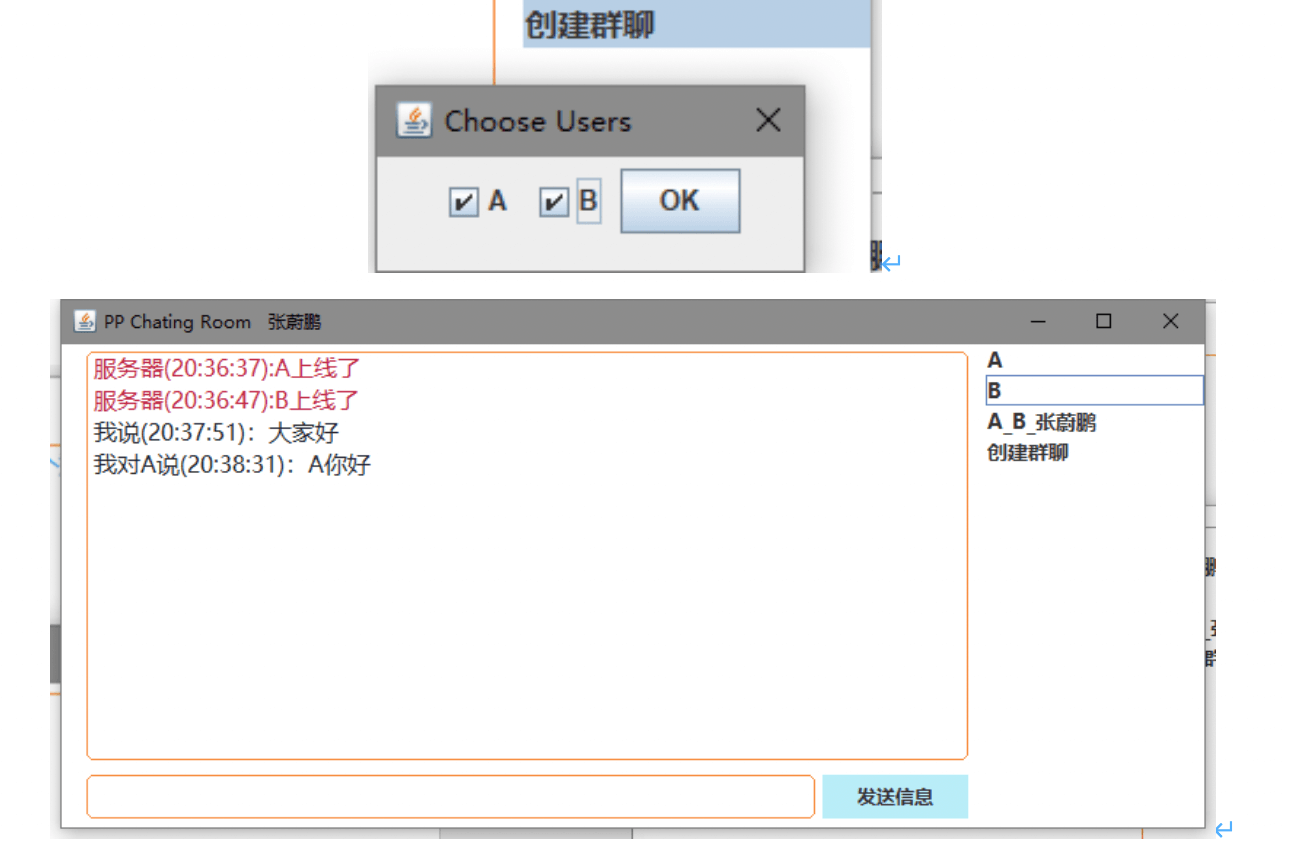 创建群聊
Choose Users
A B OK
PP Chating Room 张蔚鹏
服务器(20:36:37):A上线了
服务器(20:36:47):B上线了
我说(20:37:51)：大家好
我对A说(20:38:31)：A你好
A
B
A_B_张蔚鹏
创建群聊
发送信息